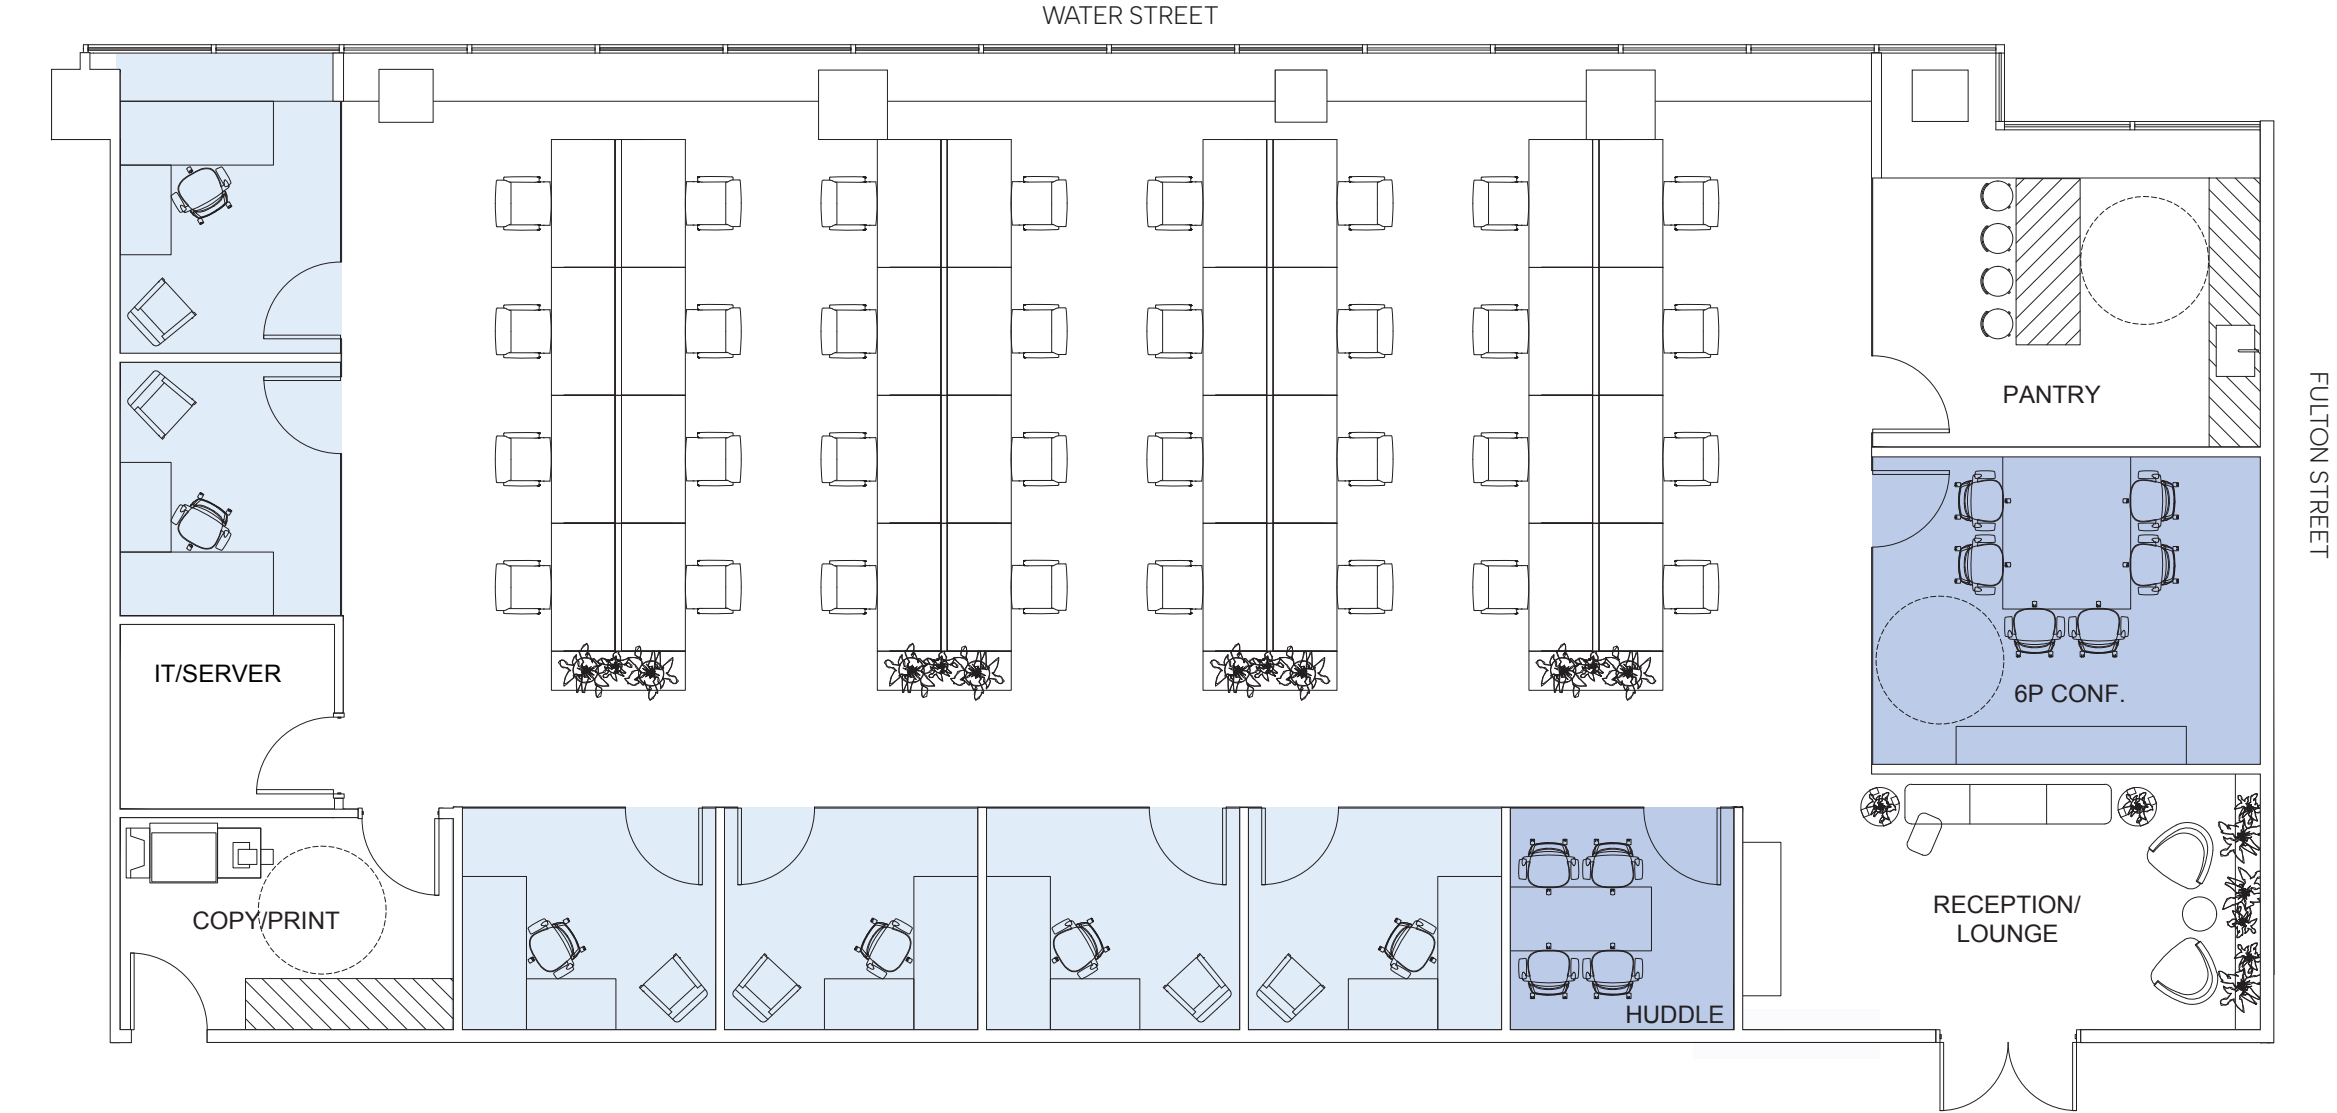 WATER STREET
PANTRY
FULTON STREET
IT/SERVER
6P CONF.
COPY/PRINT
RECEPTION/
LOUNGE
HUDDLE